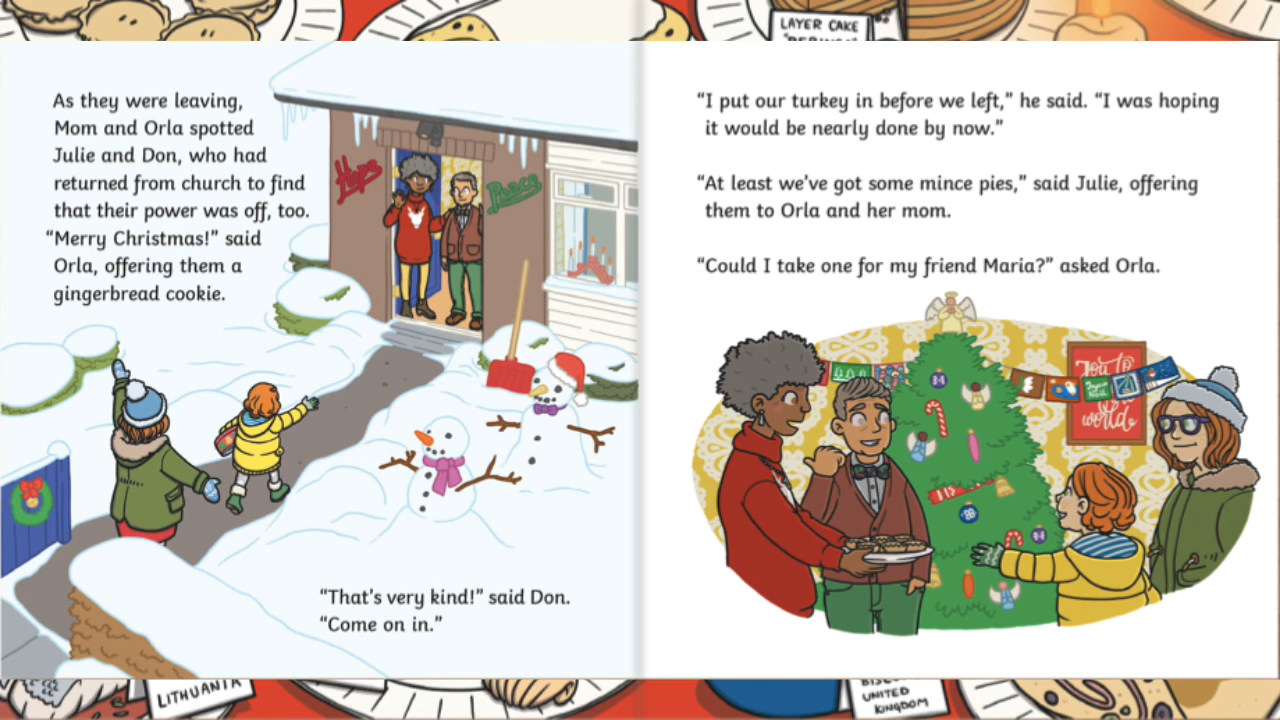 LAYER CAKE
As they were leaving,
Mom and Orla spotted
Julie and Don, who had
returned from church to find
that their power was off, too.
“Merry Christmas!” said
Orla, offering them a
gingerbread cookie.
Hope
Peace
“That’s very kind!” said Don.
“Come on in.”
“I put our turkey in before we left,” he said. “I was hoping
it would be nearly done by now.”
“At least we’ve got some mince pies,” said Julie, offering
them to Orla and her mom.
“Could I take one for my friend Maria?” asked Orla.
Joy to
world
LITHUANIA
UNITED
KINGDOM